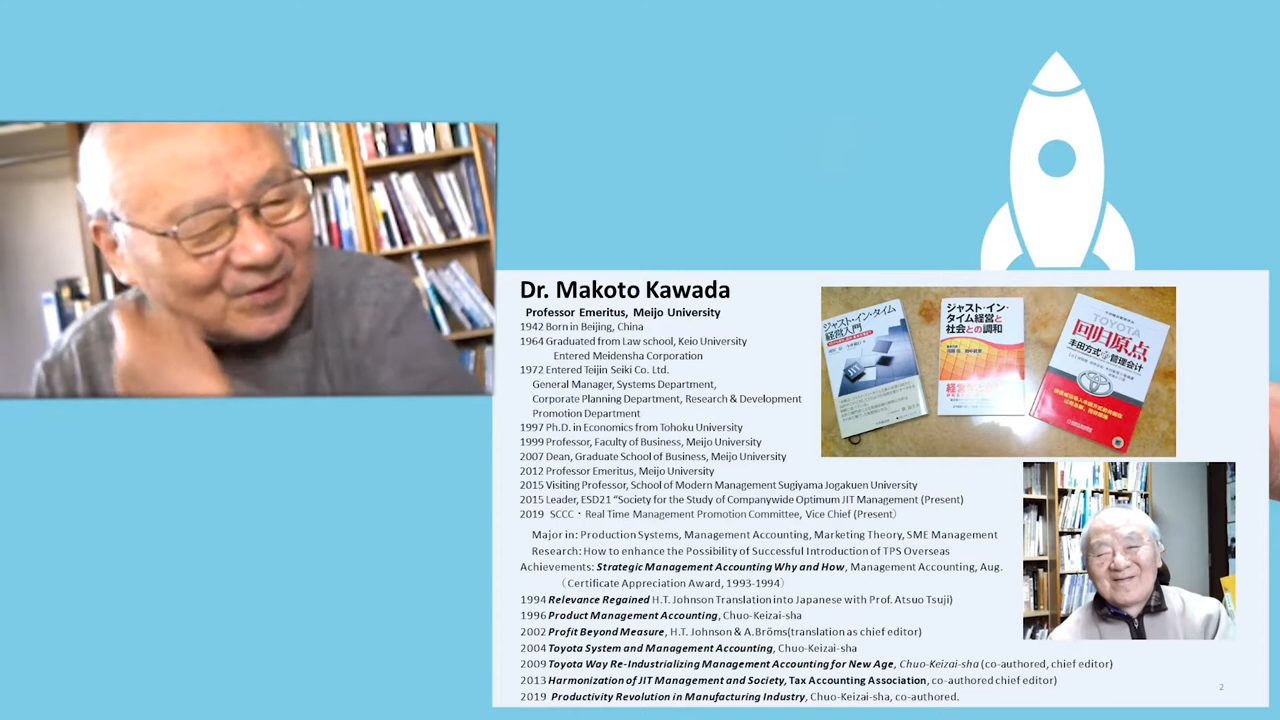 Dr. Makoto Kawada
Professor Emeritus, Meijo University
1942 Born in Beijing, China
1964 Graduated from Law school, Keio University
Entered Meidensha Corporation
1972 Entered Teijin Seiki Co. Ltd.
General Manager, Systems Department,
Corporate Planning Department, Research & Development
Promotion Department
1997 Ph.D. in Economics from Tohoku University
1999 Professor, Faculty of Business, Meijo University
2007 Dean, Graduate School of Business, Meijo University
2012 Professor Emeritus, Meijo University
2015 Visiting Professor, School of Modern Management Sugiyama Jogakuen University
2015 Leader, ESD21 “Society for the Study of Companywide Optimum JIT Management (Present)
2019 SCCC・Real Time Management Promotion Committee, Vice Chief (Present）
Major in: Production Systems, Management Accounting, Marketing Theory, SME Management
Research: How to enhance the Possibility of Successful Introduction of TPS Overseas
Achievements: Strategic Management Accounting Why and How, Management Accounting, Aug.
（Certificate Appreciation Award, 1993-1994）
1994 Relevance Regained H.T. Johnson Translation into Japanese with Prof. Atsuo Tsuji)
1996 Product Management Accounting, Chuo-Keizai-sha
2002 Profit Beyond Measure, H.T. Johnson & A.Bröms(translation as chief editor)
2004 Toyota System and Management Accounting, Chuo-Keizai-sha
2009 Toyota Way Re-Industrializing Management Accounting for New Age, Chuo-Keizai-sha (co-authored, chief editor)
2013 Harmonization of JIT Management and Society, Tax Accounting Association, co-authored chief editor)
2019 Productivity Revolution in Manufacturing Industry, Chuo-Keizai-sha, co-authored.
ジャスト・イン・タイム
経営入門
JIT
ジャスト・イン・
タイム経営と
社会との調和
TOYOTA
回归原点
丰田方式的管理会计
2